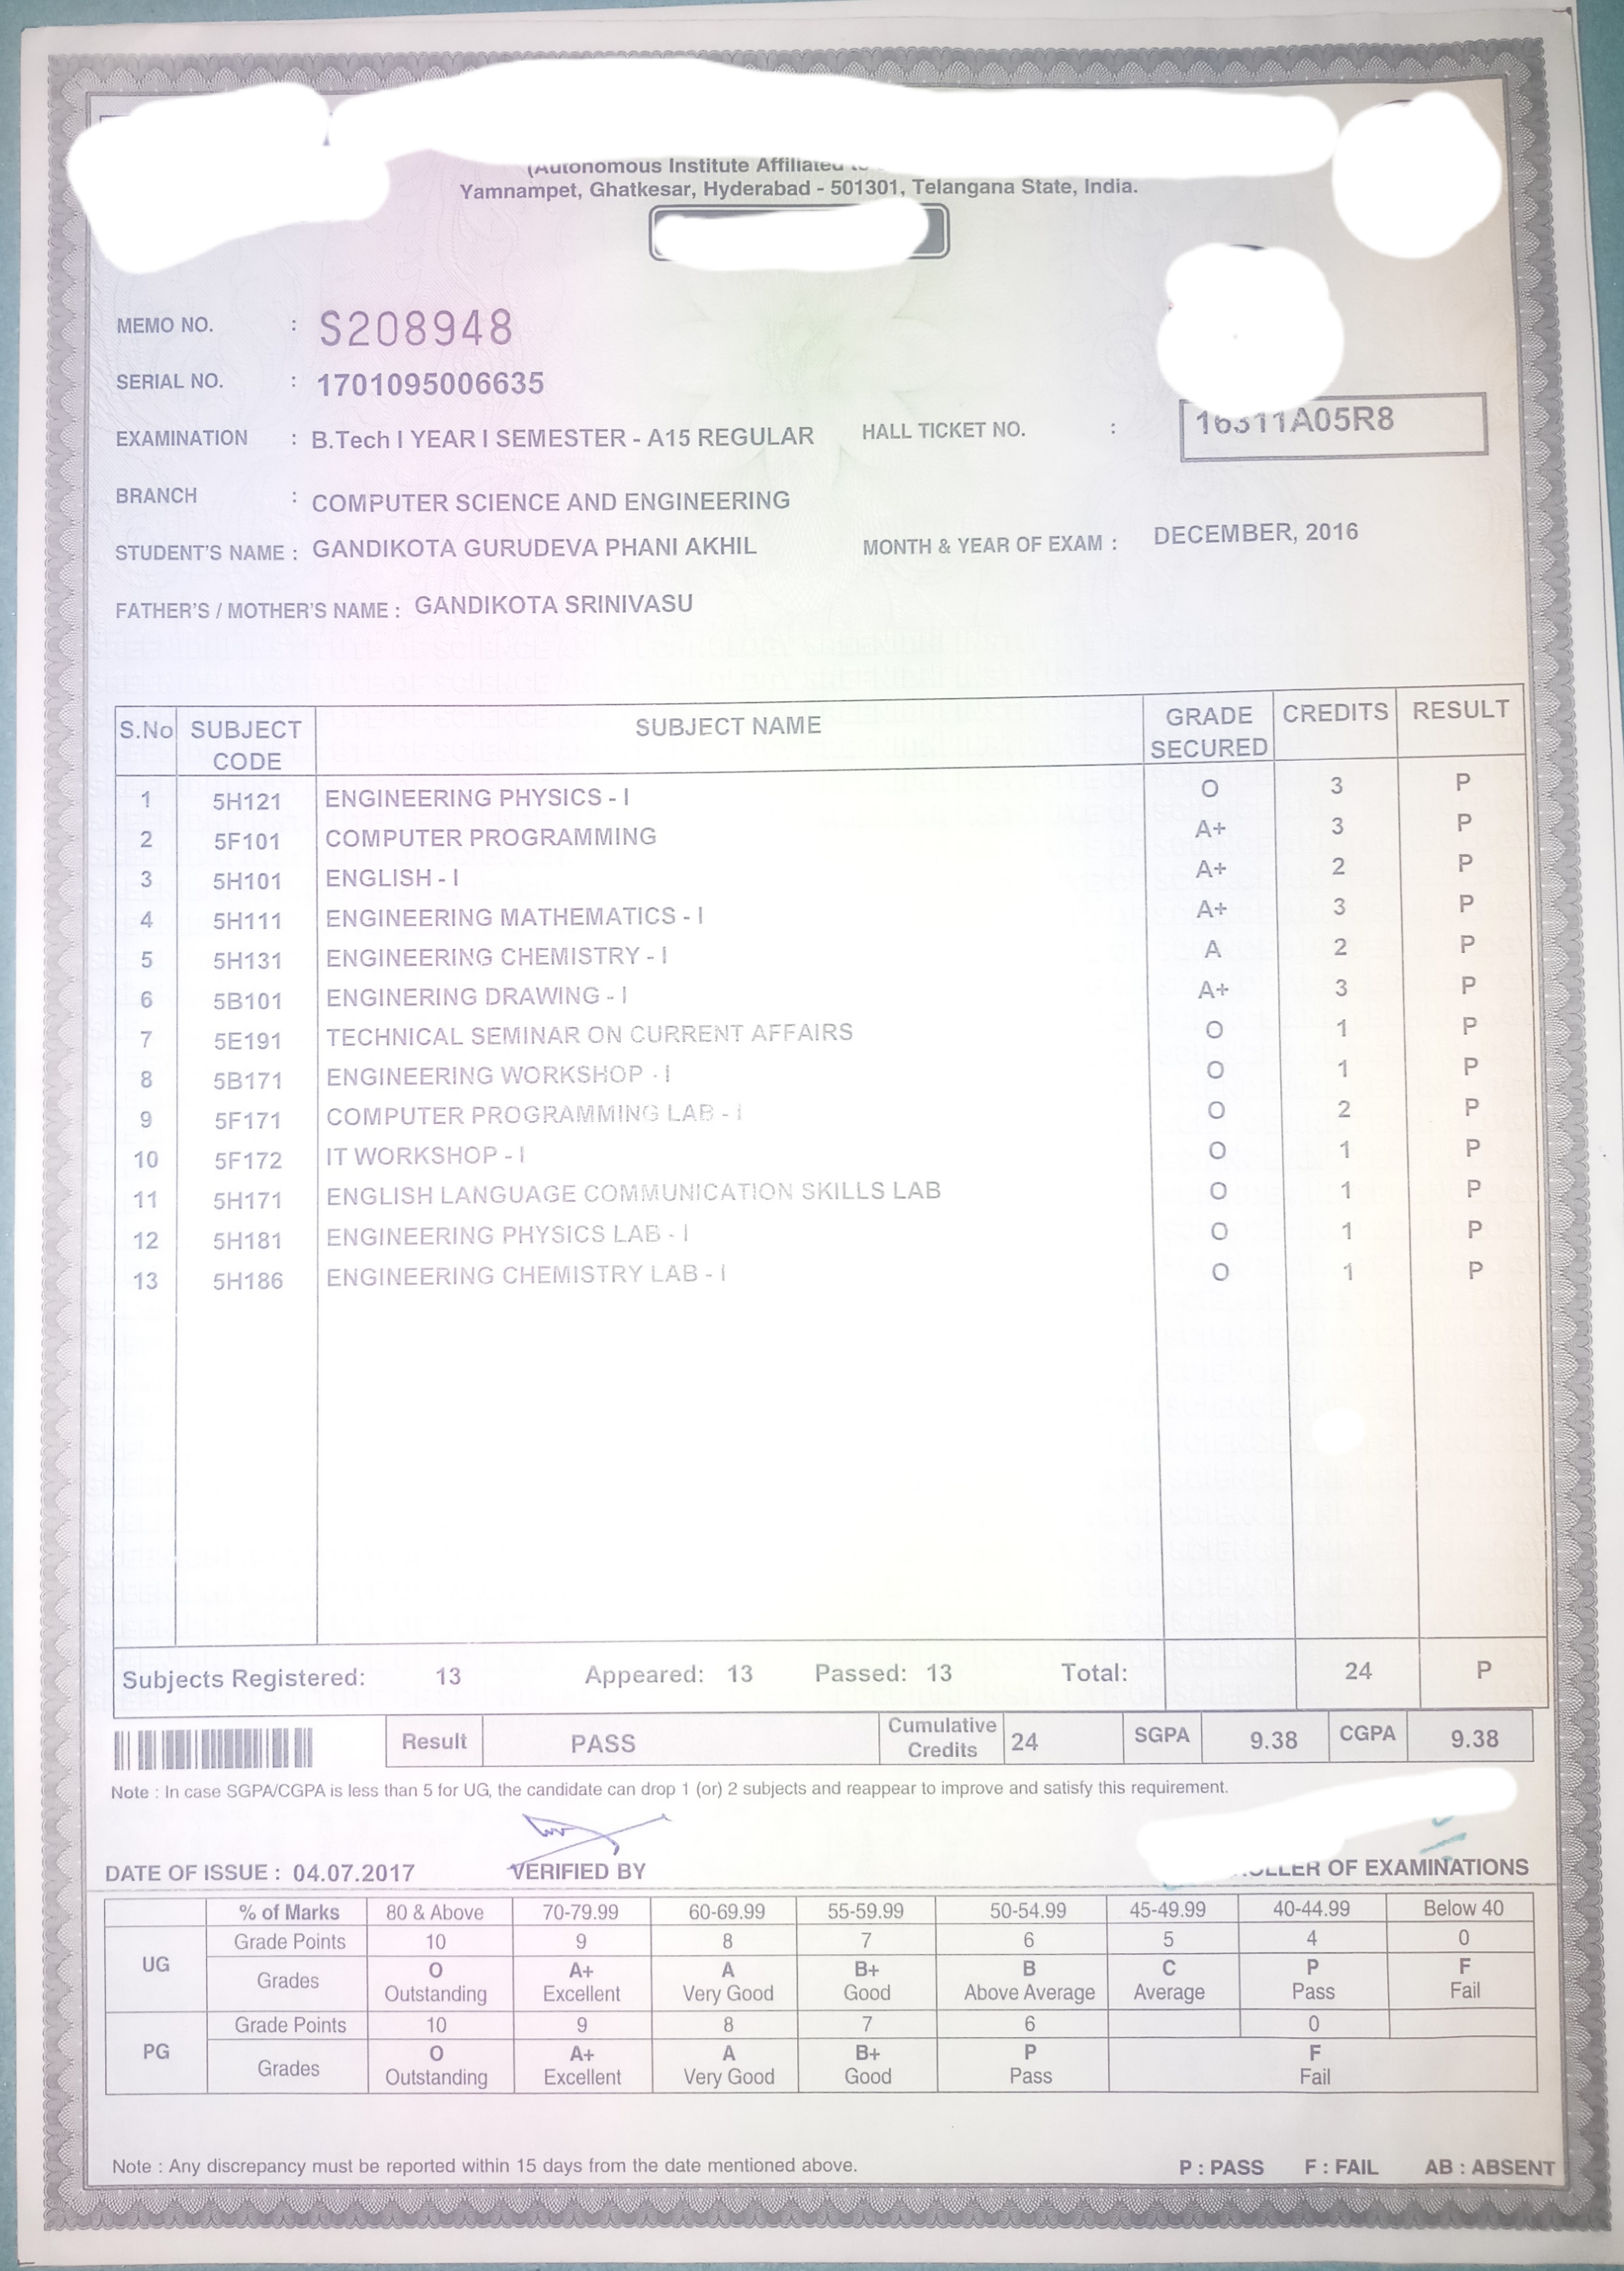 (Autonomous Institute Affiliated
Yamnampet, Ghatkesar, Hyderabad - 501301, Telangana State, India.
MEMO NO. : S208948
SERIAL NO. : 1701095006635
EXAMINATION : B.Tech I YEAR I SEMESTER - A15 REGULAR HALL TICKET NO. : 16311A05R8
BRANCH : COMPUTER SCIENCE AND ENGINEERING
STUDENT'S NAME : GANDIKOTA GURUDEVA PHANI AKHIL MONTH & YEAR OF EXAM : DECEMBER, 2016
FATHER'S / MOTHER'S NAME : GANDIKOTA SRINIVASU
S.No SUBJECT CODE SUBJECT NAME GRADE SECURED CREDITS RESULT
1 5H121 ENGINEERING PHYSICS - I O 3 P
2 5F101 COMPUTER PROGRAMMING A+ 3 P
3 5H101 ENGLISH - I A+ 2 P
4 5H111 ENGINEERING MATHEMATICS - I A+ 3 P
5 5H131 ENGINEERING CHEMISTRY - I A 2 P
6 5B101 ENGINERING DRAWING - I A+ 3 P
7 5E191 TECHNICAL SEMINAR ON CURRENT AFFAIRS O 1 P
8 5B171 ENGINEERING WORKSHOP - I O 1 P
9 5F171 COMPUTER PROGRAMMING LAB - I O 2 P
10 5F172 IT WORKSHOP - I O 1 P
11 5H171 ENGLISH LANGUAGE COMMUNICATION SKILLS LAB O 1 P
12 5H181 ENGINEERING PHYSICS LAB - I O 1 P
13 5H186 ENGINEERING CHEMISTRY LAB - I O 1 P
Subjects Registered: 13 Appeared: 13 Passed: 13 Total: 24 P
Result PASS Cumulative Credits 24 SGPA 9.38 CGPA 9.38
Note : In case SGPA/CGPA is less than 5 for UG, the candidate can drop 1 (or) 2 subjects and reappear to improve and satisfy this requirement.
DATE OF ISSUE : 04.07.2017 VERIFIED BY OF EXAMINATIONS
% of Marks 80 & Above 70-79.99 60-69.99 55-59.99 50-54.99 45-49.99 40-44.99 Below 40
UG Grade Points 10 9 8 7 6 5 4 0
Grades O A+ A B+ B C P F
Outstanding Excellent Very Good Good Above Average Average Pass Fail
PG Grade Points 10 9 8 7 6 0
Grades O A+ A B+ P F
Outstanding Excellent Very Good Good Pass Fail
Note : Any discrepancy must be reported within 15 days from the date mentioned above. P : PASS F : FAIL AB : ABSENT